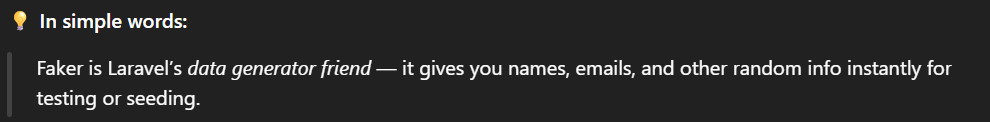 💡 In simple words:
Faker is Laravel’s data generator friend — it gives you names, emails, and other random info instantly for
testing or seeding.